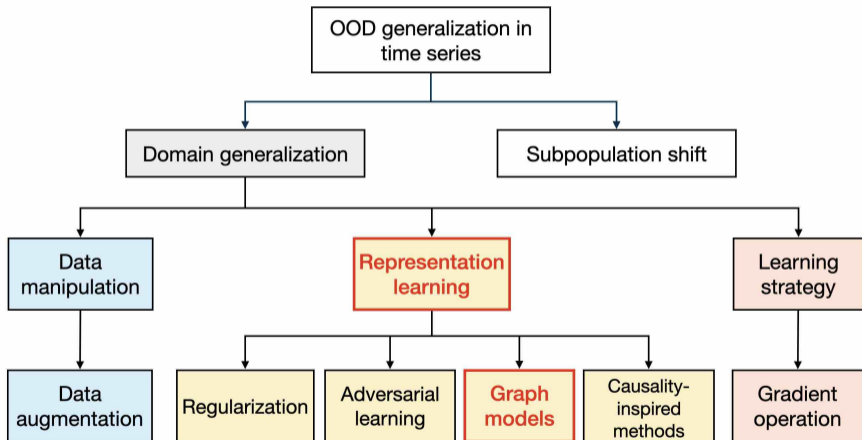 OOD generalization in
time series
Domain generalization
Subpopulation shift
Data
manipulation
Representation
learning
Learning
strategy
Data
augmentation
Regularization
Adversarial
learning
Graph
models
Causality-
inspired
methods
Gradient
operation